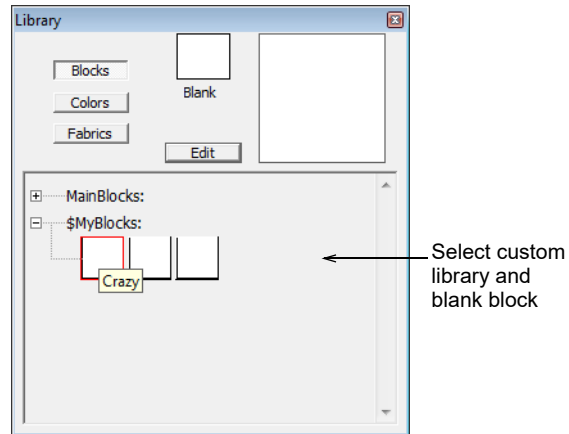 Library
Blocks
Blank
Colors
Fabrics
Edit
MainBlocks:
$MyBlocks:
Crazy
Select custom
library and
blank block